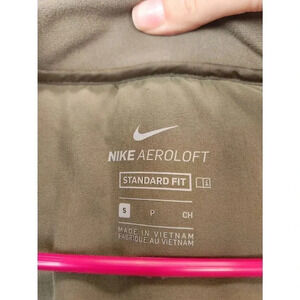 NIKE AEROLOFT
STANDARD FIT
S P CH
MADE IN VIETNAM
FABRIQUÉ AU VIETNAM